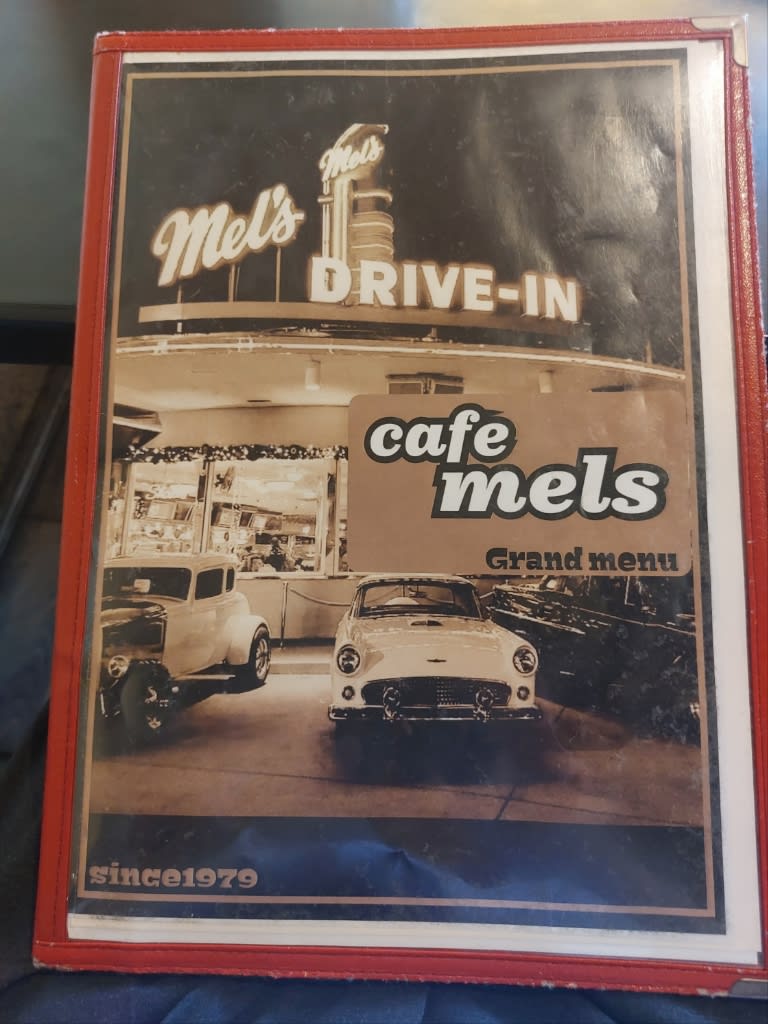 Mel's
Mel's
DRIVE-IN
cafe
mels
Grand menu
since1979